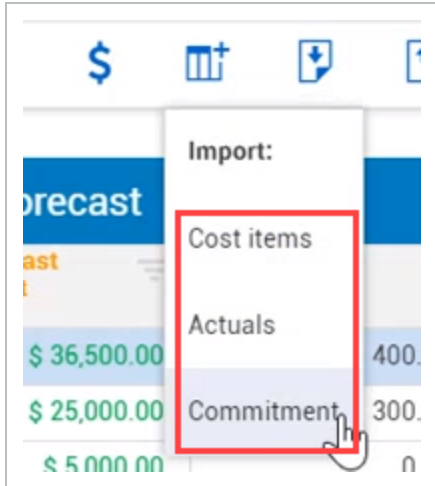 $
Import:
orecast
Cost items
ast
t
Actuals
$ 36,500.00
400.
$ 25,000.00
Commitment
300.
$ 5,000.00
0